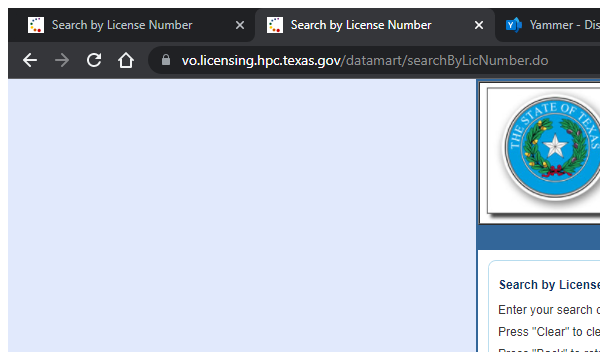 Search by License Number
Search by License Number
Yammer - Dis
vo.licensing.hpc.texas.gov/datamart/searchByLicNumber.do
THE STATE OF TEXAS
Search by License
Enter your search
Press "Clear" to cle
Press "Back" to